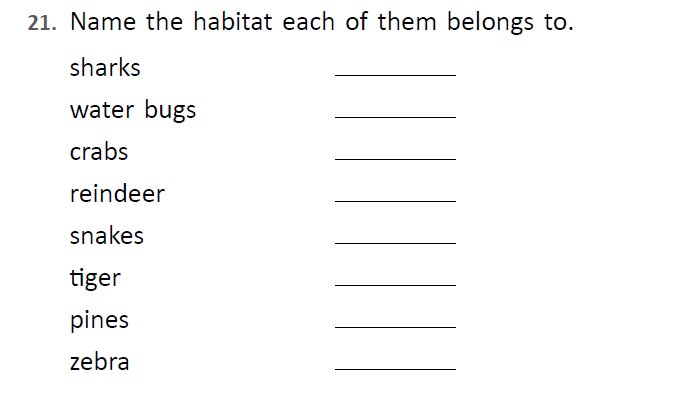 21. Name the habitat each of them belongs to.
sharks
water bugs
crabs
reindeer
snakes
tiger
pines
zebra